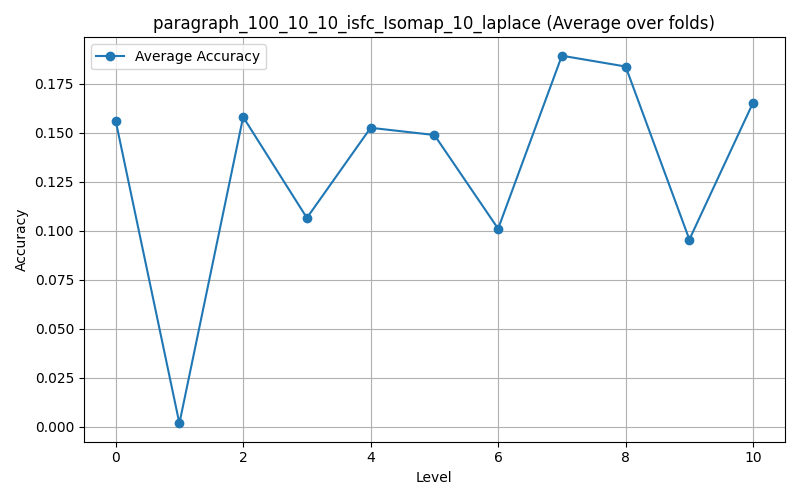 paragraph_100_10_10_isfc_Isomap_10_laplace (Average over folds)
Average Accuracy
0.175
0.150
0.125
0.100
0.075
0.050
0.025
0.000
Accuracy
0 2 4 6 8 10
Level